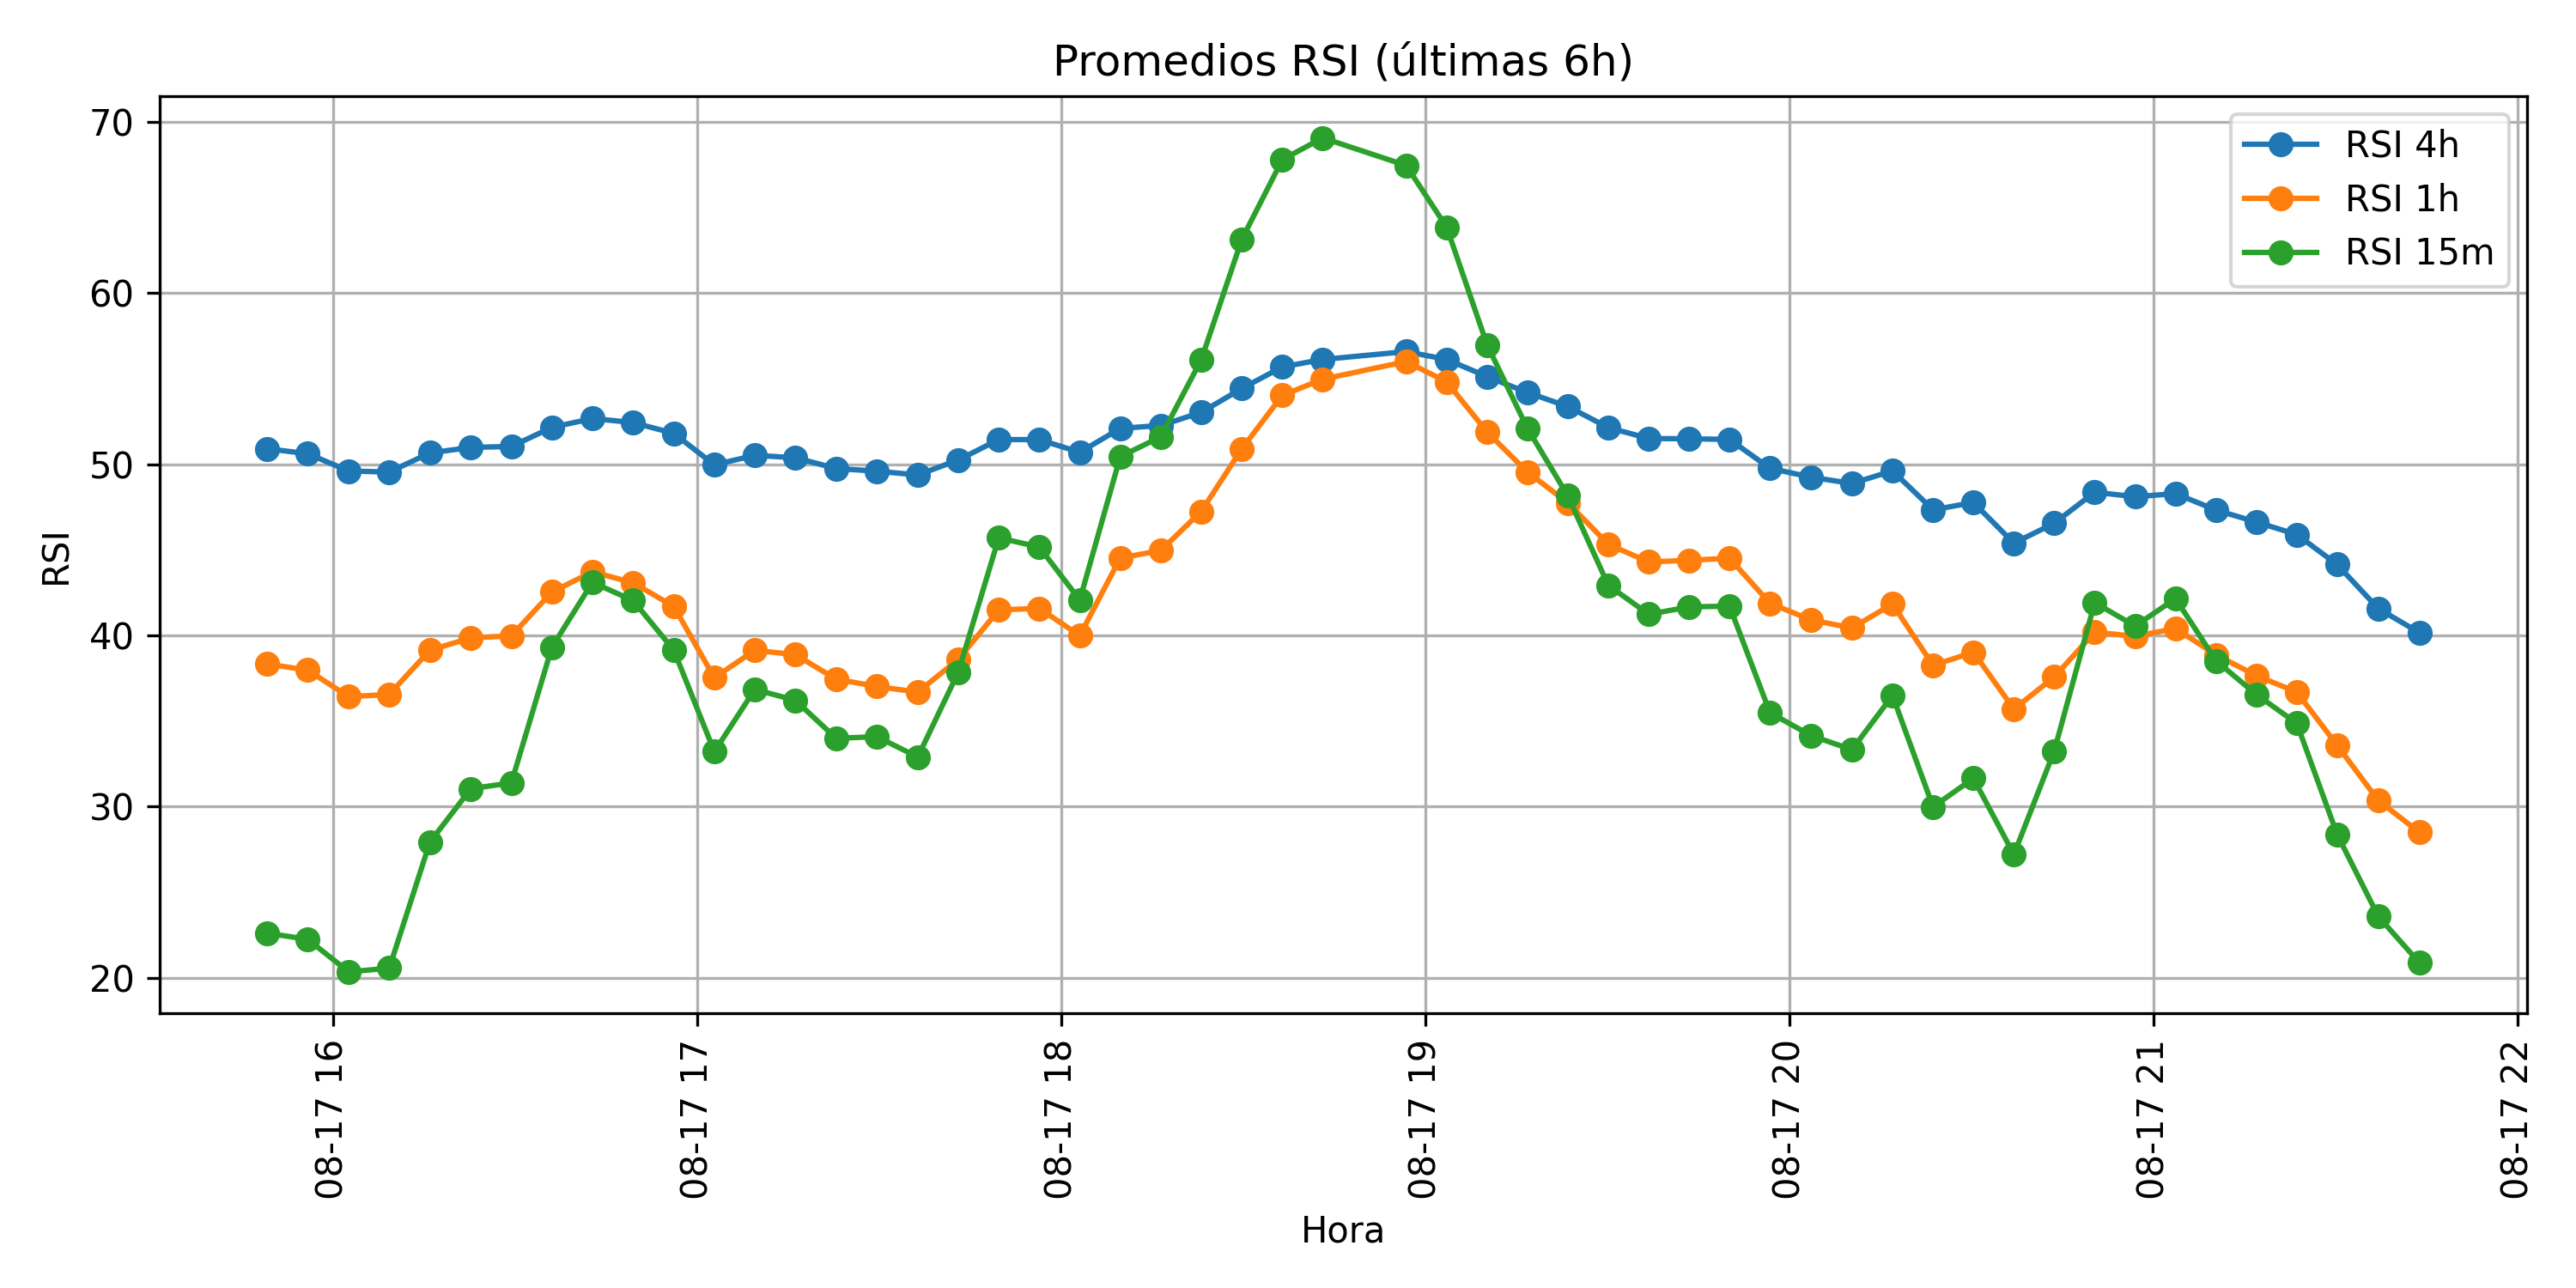 Promedios RSI (últimas 6h)
RSI 4h
RSI 1h
RSI 15m
70
60
50
40
30
20
RSI
08-17 16
08-17 17
08-17 18
08-17 19
08-17 20
08-17 21
08-17 22
Hora